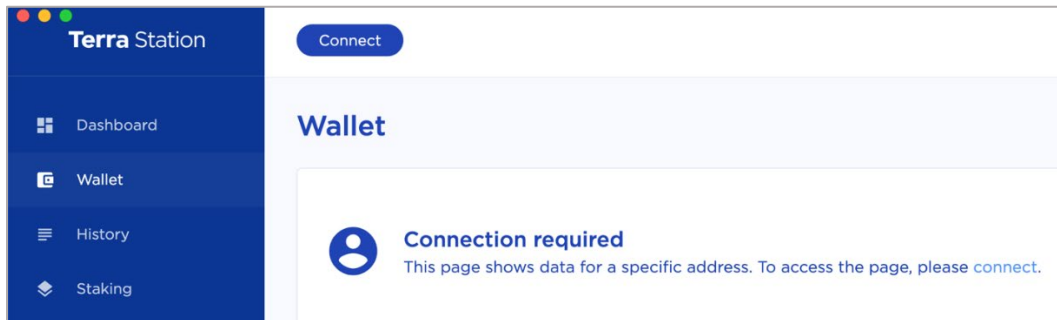 Terra Station
Connect
Dashboard
Wallet
History
Staking
Wallet
Connection required
This page shows data for a specific address. To access the page, please connect.